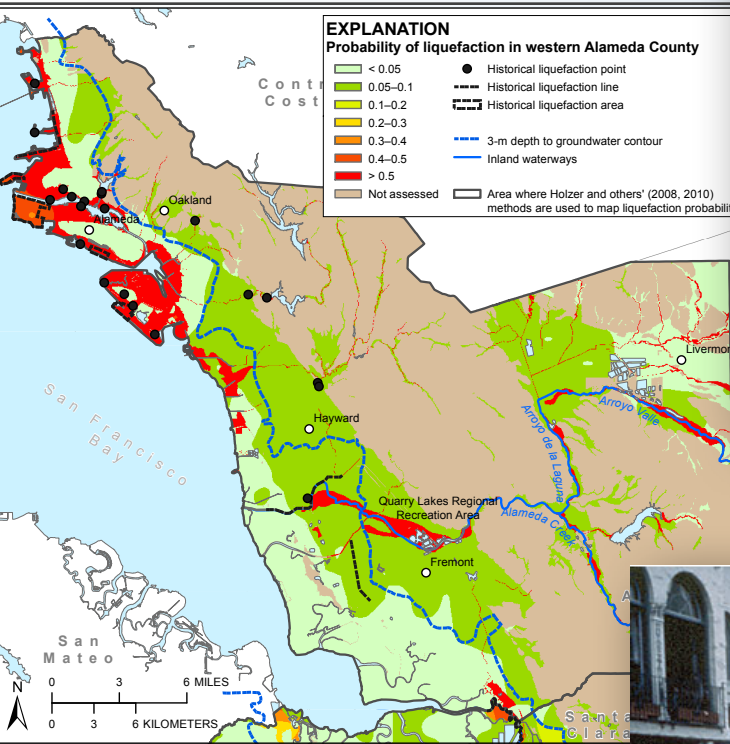 EXPLANATION
Probability of liquefaction in western Alameda County
< 0.05
0.05–0.1
0.1–0.2
0.2–0.3
0.3–0.4
0.4–0.5
> 0.5
Not assessed
Historical liquefaction point
Historical liquefaction line
Historical liquefaction area
3-m depth to groundwater contour
Inland waterways
Area where Holzer and others' (2008, 2010)
methods are used to map liquefaction probabilit
Contr
Cost
Oakland
Alameda
Livermor
Arroyo Valle
Arroyo de la Laguna
San Francisco
Bay
Hayward
Quarry Lakes Regional
Recreation Area
Alameda Creek
Fremont
A
San
Mateo
N
0 3 6 MILES
0 3 6 KILOMETERS
Santa
Clara